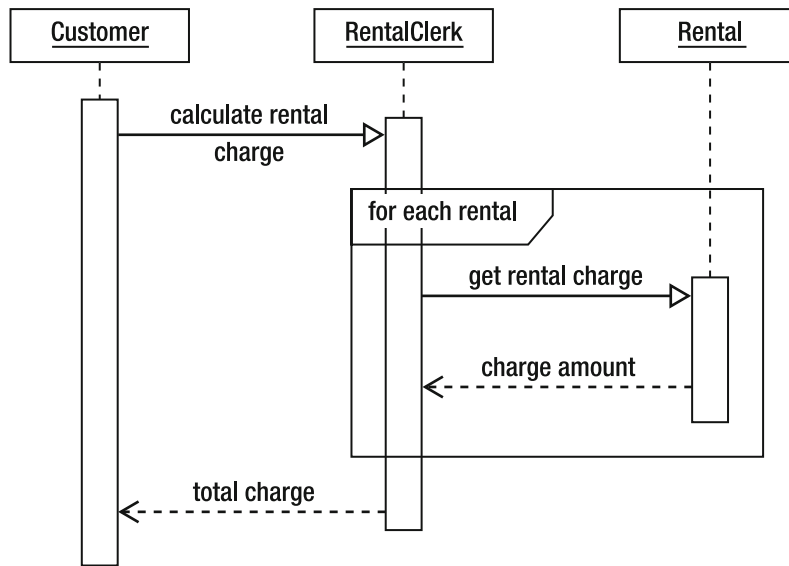 Customer
RentalClerk
Rental
calculate rental
charge
for each rental
get rental charge
charge amount
total charge